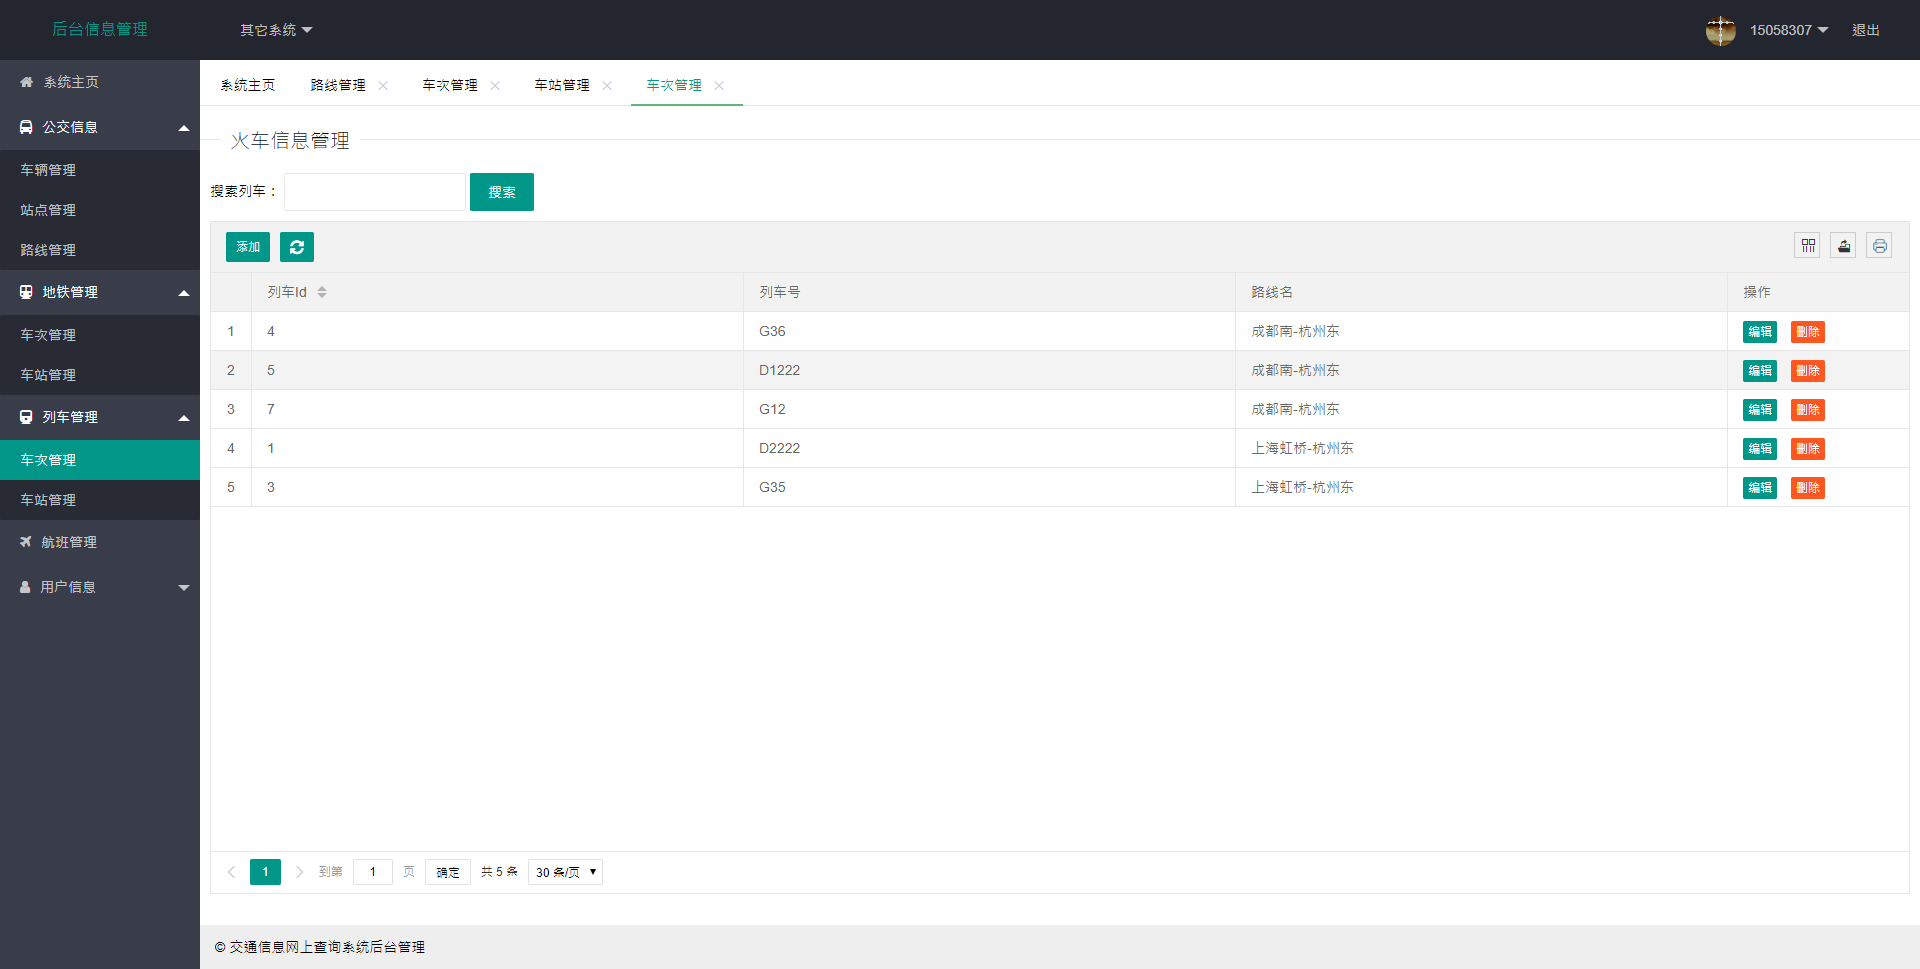 后台信息管理
其它系统
15058307
退出
系统主页
公交信息
车辆管理
站点管理
路线管理
地铁管理
车次管理
车站管理
列车管理
车次管理
车站管理
航班管理
用户信息
系统主页 路线管理 车次管理 车站管理 车次管理
火车信息管理
搜索列车： 搜索
添加
列车Id 列车号 路线名 操作
1 4 G36 成都南-杭州东 编辑 删除
2 5 D1222 成都南-杭州东 编辑 删除
3 7 G12 成都南-杭州东 编辑 删除
4 1 D2222 上海虹桥-杭州东 编辑 删除
5 3 G35 上海虹桥-杭州东 编辑 删除
1 到第 1 页 确定 共 5 条 30 条/页
© 交通信息网上查询系统后台管理